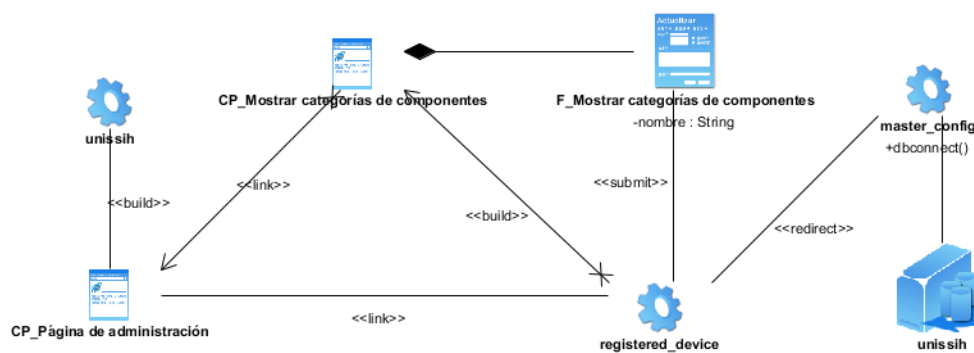 Actualizar
CP_Mostrar categorías de componentes
F_Mostrar categorías de componentes
-nombre : String
unissih
master_config
+dbconnect()
<<build>>
<<link>>
<<submit>>
<<build>>
<<redirect>>
CP_Página de administración
<<link>>
registered_device
unissih